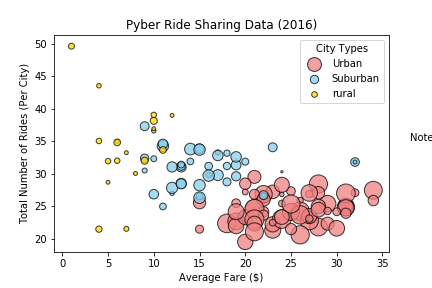 Pyber Ride Sharing Data (2016)
Total Number of Rides (Per City)
50
45
40
35
30
25
20
City Types
Urban
Suburban
rural
Note
0
5
10
15
20
25
30
35
Average Fare ($)